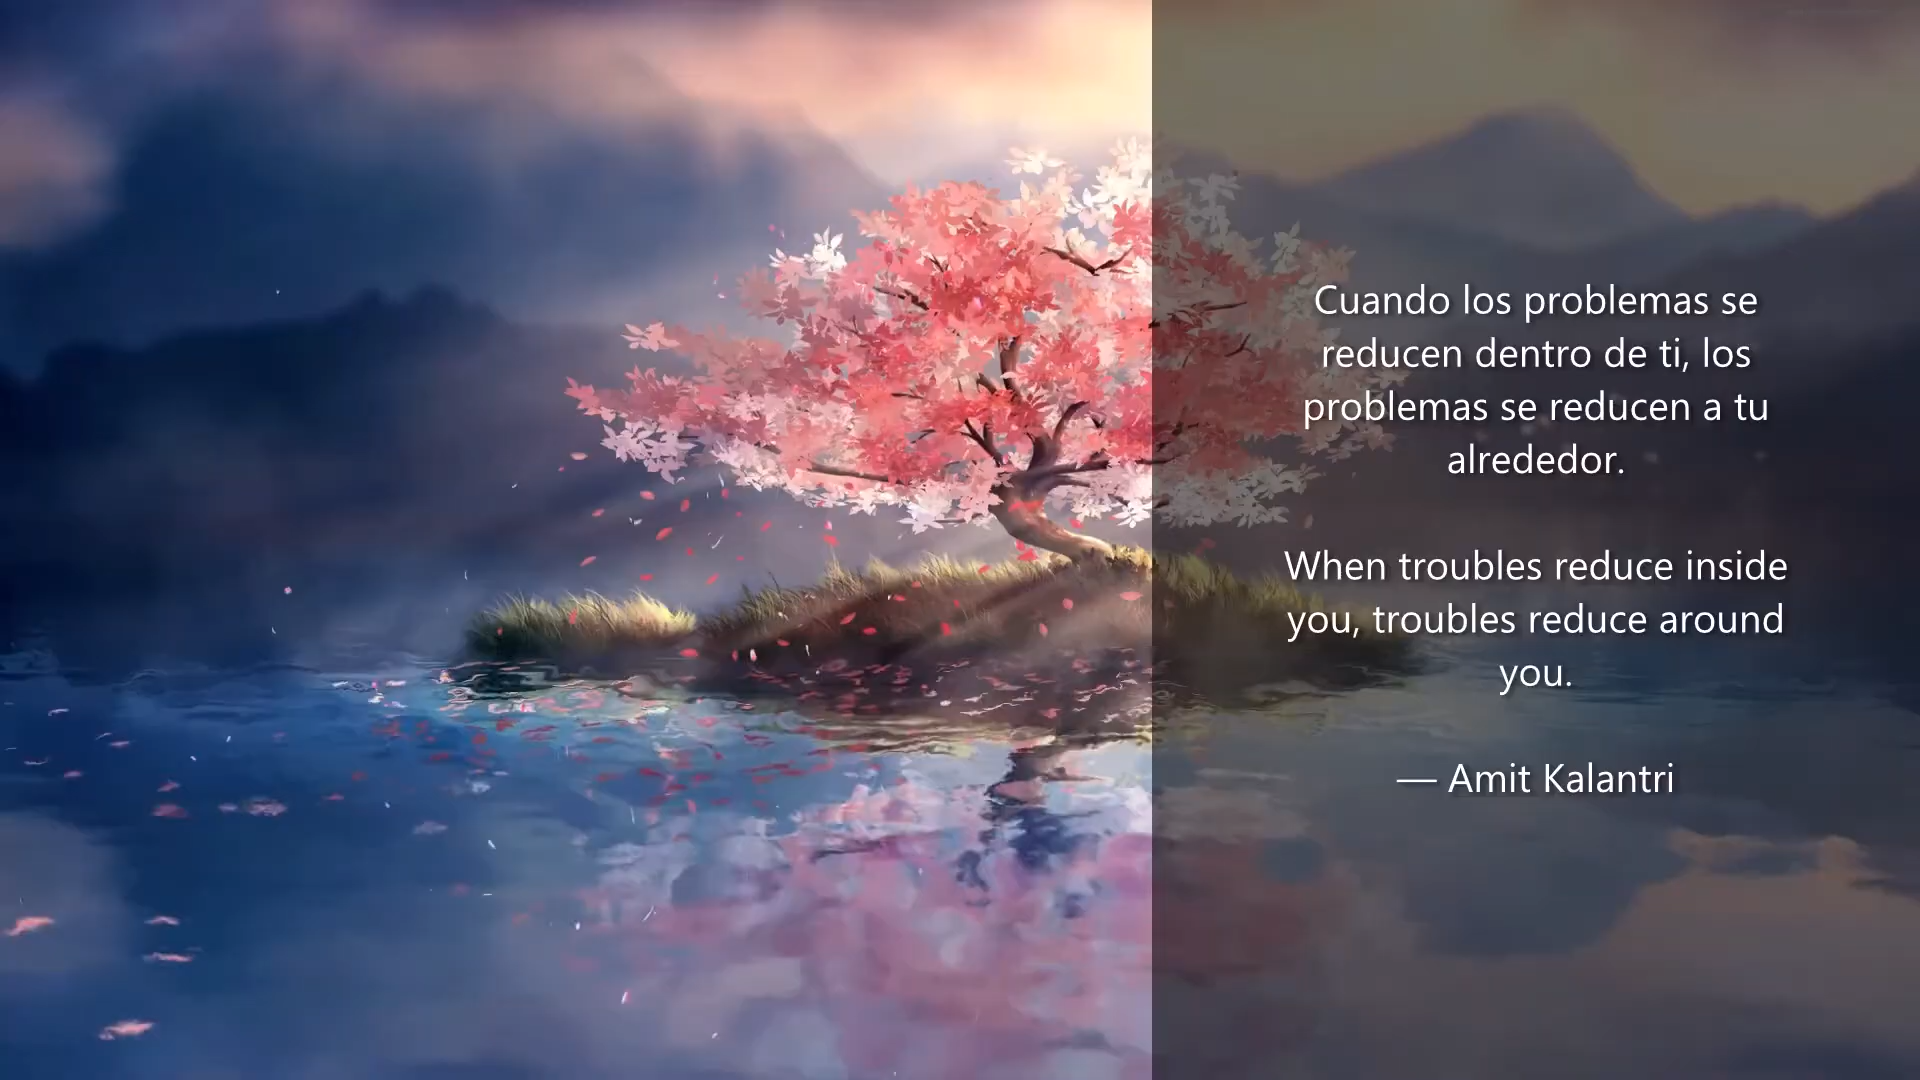 Cuando los problemas se
reducen dentro de ti, los
problemas se reducen a tu
alrededor.
When troubles reduce inside
you, troubles reduce around
you.
— Amit Kalantri